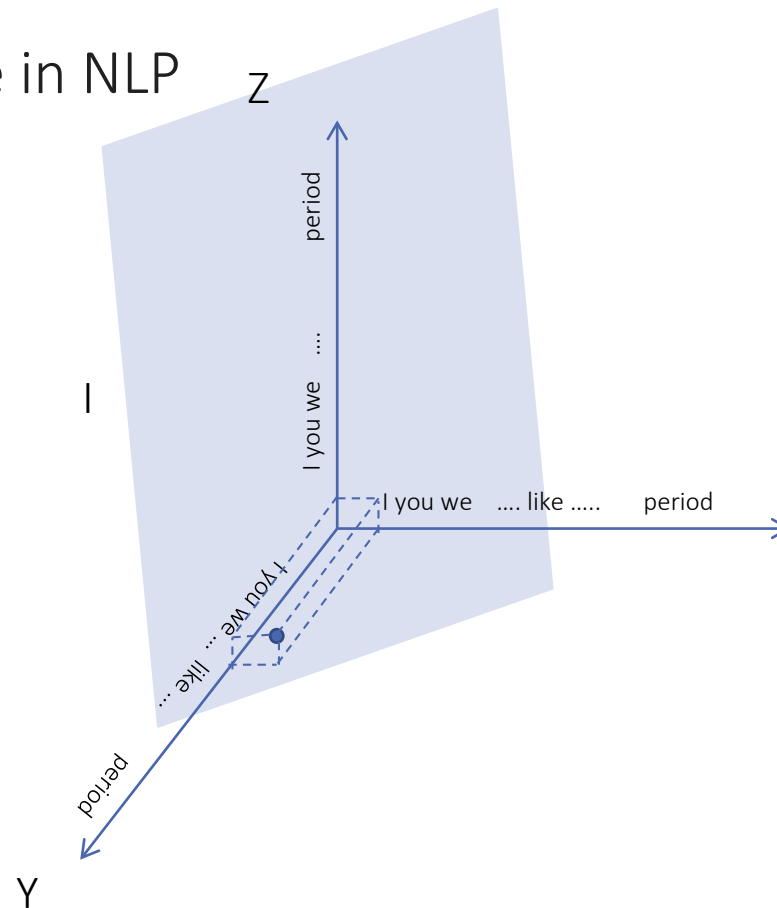 e in NLP
Z
period
....
I you we
I
I you we .... like ..... period
I you we ... like ...
period
Y